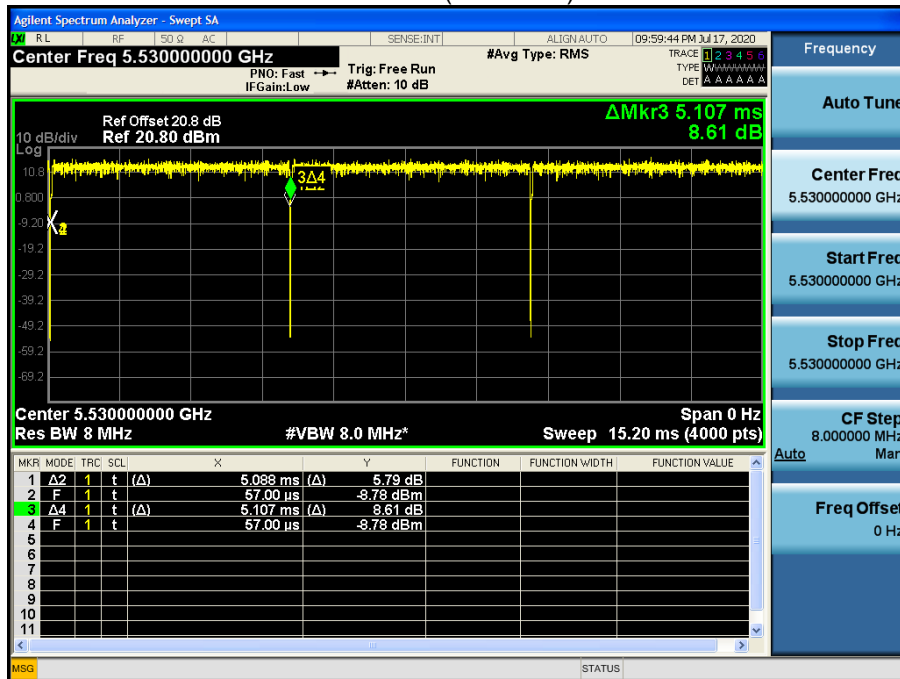 Agilent Spectrum Analyzer - Swept SA
LXI RL RF 50 Ω AC SENSE:INT ALIGN AUTO 09:59:44 PM Jul 17, 2020
Center Freq 5.530000000 GHz
PNO: Fast
IFGain:Low
Trig: Free Run
#Atten: 10 dB
#Avg Type: RMS
TRACE 1 2 3 4 5 6
TYPE WWWWWW
DET A A A A A A
Frequency
Auto Tune
Center Freq
5.530000000 GHz
Start Freq
5.530000000 GHz
Stop Freq
5.530000000 GHz
CF Step
8.000000 MHz
Auto Man
Freq Offset
0 Hz
ΔMkr3 5.107 ms
8.61 dB
Ref Offset 20.8 dB
10 dB/div Ref 20.80 dBm
Log
10.8
0.800
-9.20
-19.2
-29.2
-39.2
-49.2
-59.2
-69.2
3Δ4
Center 5.530000000 GHz Span 0 Hz
Res BW 8 MHz #VBW 8.0 MHz* Sweep 15.20 ms (4000 pts)
MKR MODE TRC SCL X Y FUNCTION FUNCTION WIDTH FUNCTION VALUE
1 Δ2 1 t (Δ) 5.088 ms (Δ) 5.79 dB
2 F 1 t 57.00 µs -8.78 dBm
3 Δ4 1 t (Δ) 5.107 ms (Δ) 8.61 dB
4 F 1 t 57.00 µs -8.78 dBm
5
6
7
8
9
10
11
MSG STATUS